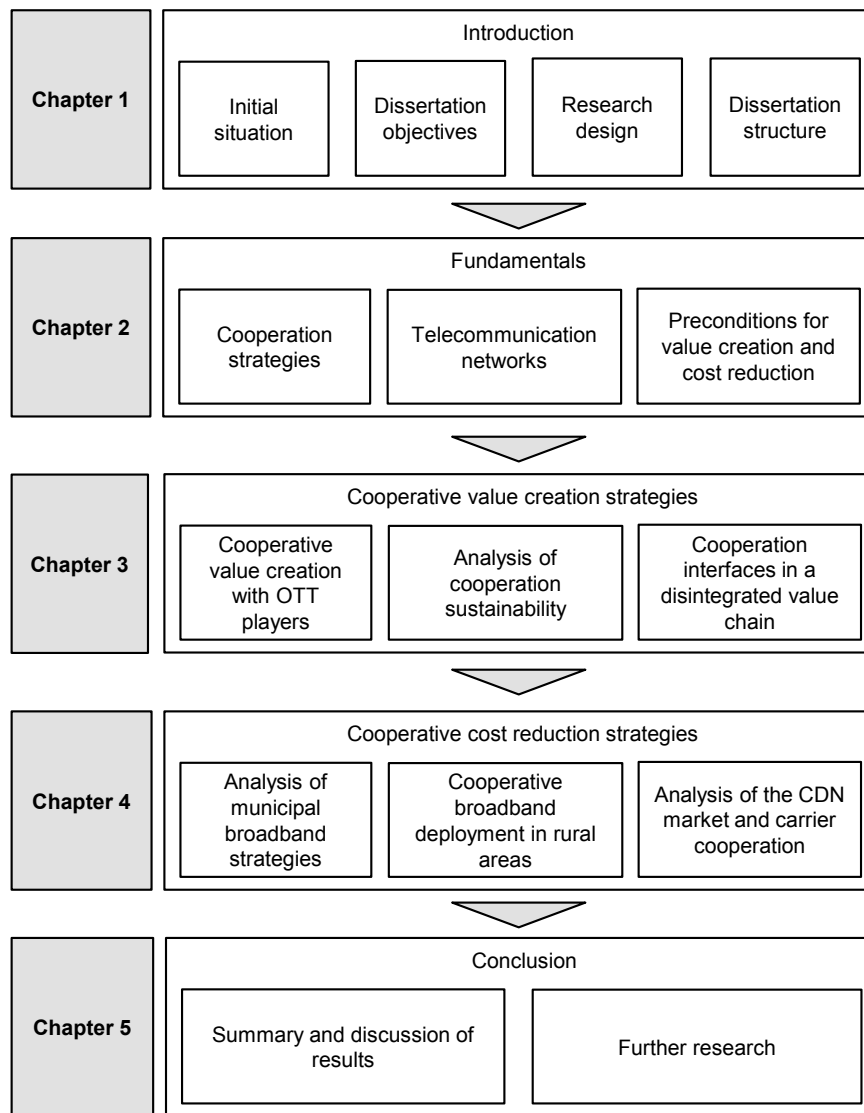 Chapter 1
Introduction
Initial
situation
Dissertation
objectives
Research
design
Dissertation
structure
Chapter 2
Fundamentals
Cooperation
strategies
Telecommunication
networks
Preconditions for
value creation and
cost reduction
Chapter 3
Cooperative value creation strategies
Cooperative
value creation
with OTT
players
Analysis of
cooperation
sustainability
Cooperation
interfaces in a
disintegrated value
chain
Chapter 4
Cooperative cost reduction strategies
Analysis of
municipal
broadband
strategies
Cooperative
broadband
deployment in rural
areas
Analysis of the CDN
market and carrier
cooperation
Chapter 5
Conclusion
Summary and discussion of
results
Further research